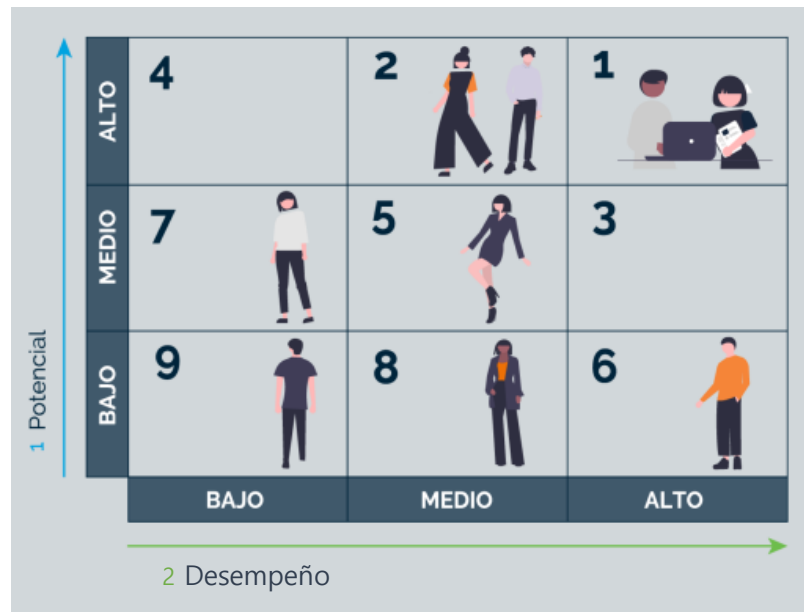 ALTO
4
2
1
MEDIO
7
5
3
BAJO
9
8
6
1 Potencial
BAJO
MEDIO
ALTO
2 Desempeño